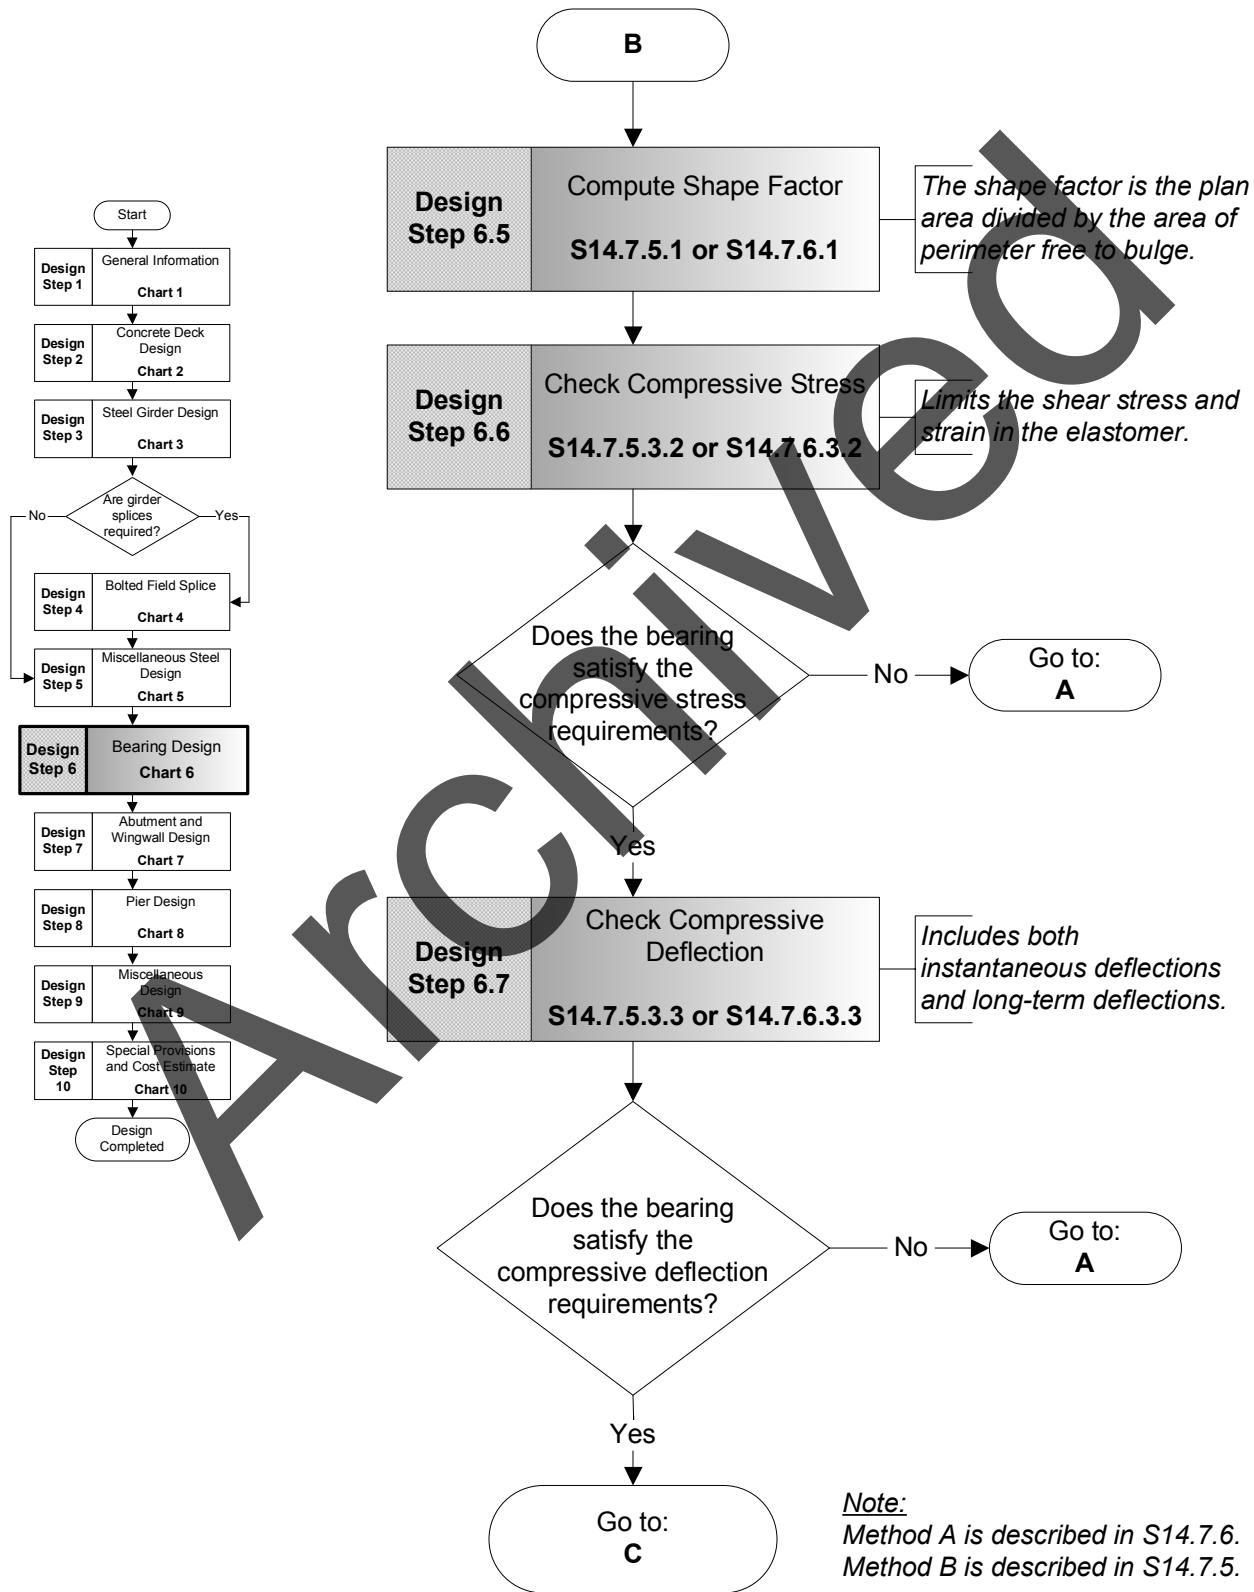 B
Design
Step 6.5
Compute Shape Factor
S14.7.5.1 or S14.7.6.1
The shape factor is the plan
area divided by the area of
perimeter free to bulge.
Design
Step 6.6
Check Compressive Stress
S14.7.5.3.2 or S14.7.6.3.2
Limits the shear stress and
strain in the elastomer.
Does the bearing
satisfy the
compressive stress
requirements?
No
Go to:
A
Yes
Design
Step 6.7
Check Compressive
Deflection
S14.7.5.3.3 or S14.7.6.3.3
Includes both
instantaneous deflections
and long-term deflections.
Does the bearing
satisfy the
compressive deflection
requirements?
No
Go to:
A
Yes
Go to:
C
Note:
Method A is described in S14.7.6.
Method B is described in S14.7.5.
Start
Design
Step 1
General Information
Chart 1
Design
Step 2
Concrete Deck
Design
Chart 2
Design
Step 3
Steel Girder Design
Chart 3
Are girder
splices
required?
No
Yes
Design
Step 4
Bolted Field Splice
Chart 4
Design
Step 5
Miscellaneous Steel
Design
Chart 5
Design
Step 6
Bearing Design
Chart 6
Design
Step 7
Abutment and
Wingwall Design
Chart 7
Design
Step 8
Pier Design
Chart 8
Design
Step 9
Miscellaneous
Design
Chart 9
Design
Step
10
Special Provisions
and Cost Estimate
Chart 10
Design
Completed
Archived